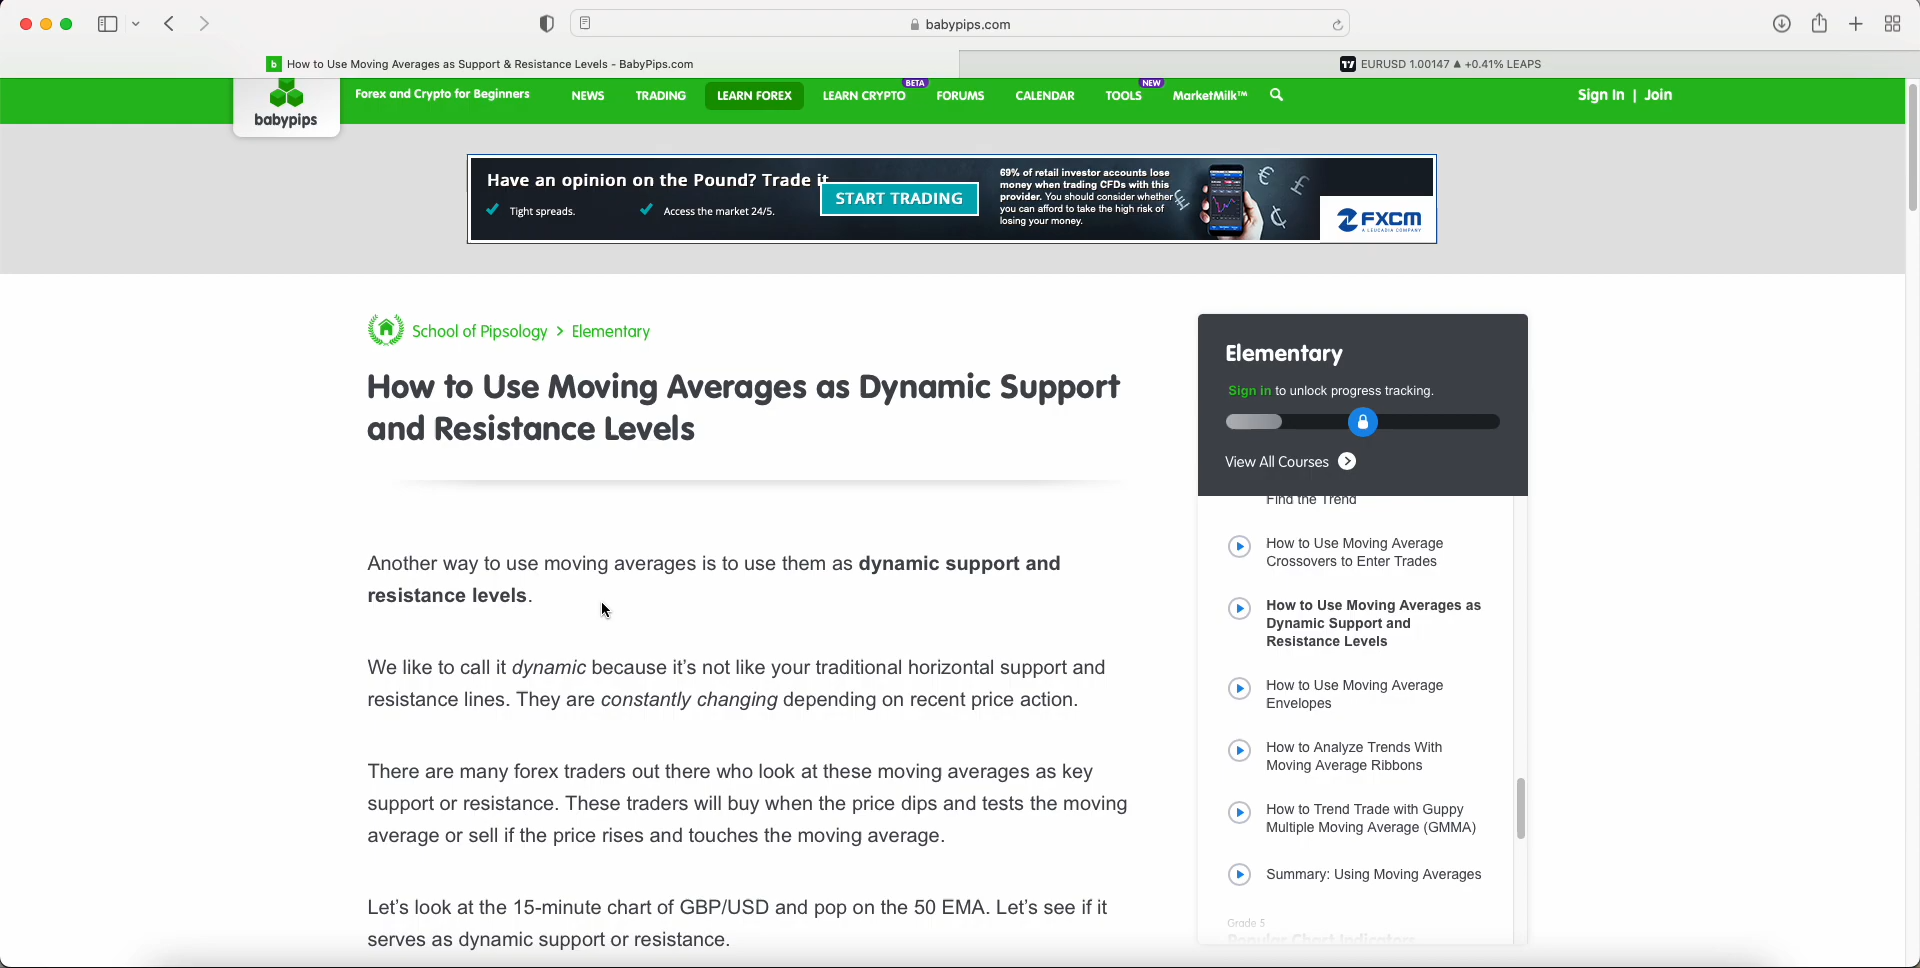 babypips.com
How to Use Moving Averages as Support & Resistance Levels - BabyPips.com
EURUSD 1.00147 ▲ +0.41% LEAPS
babypips
Forex and Crypto for Beginners
NEWS
TRADING
LEARN FOREX
LEARN CRYPTO
BETA
FORUMS
CALENDAR
TOOLS
NEW
MarketMilk™
Sign In | Join
Have an opinion on the Pound? Trade it
Tight spreads.
Access the market 24/5.
START TRADING
69% of retail investor accounts lose
money when trading CFDs with this
provider. You should consider whether
you can afford to take the high risk of
losing your money.
FXCM
A LEUCADIA COMPANY
School of Pipsology > Elementary
How to Use Moving Averages as Dynamic Support
and Resistance Levels
Another way to use moving averages is to use them as dynamic support and
resistance levels.
We like to call it dynamic because it's not like your traditional horizontal support and
resistance lines. They are constantly changing depending on recent price action.
There are many forex traders out there who look at these moving averages as key
support or resistance. These traders will buy when the price dips and tests the moving
average or sell if the price rises and touches the moving average.
Let's look at the 15-minute chart of GBP/USD and pop on the 50 EMA. Let's see if it
serves as dynamic support or resistance.
Elementary
Sign in to unlock progress tracking.
View All Courses
Find the Trend
How to Use Moving Average
Crossovers to Enter Trades
How to Use Moving Averages as
Dynamic Support and
Resistance Levels
How to Use Moving Average
Envelopes
How to Analyze Trends With
Moving Average Ribbons
How to Trend Trade with Guppy
Multiple Moving Average (GMMA)
Summary: Using Moving Averages
Grade 5
Popular Chart Indicators